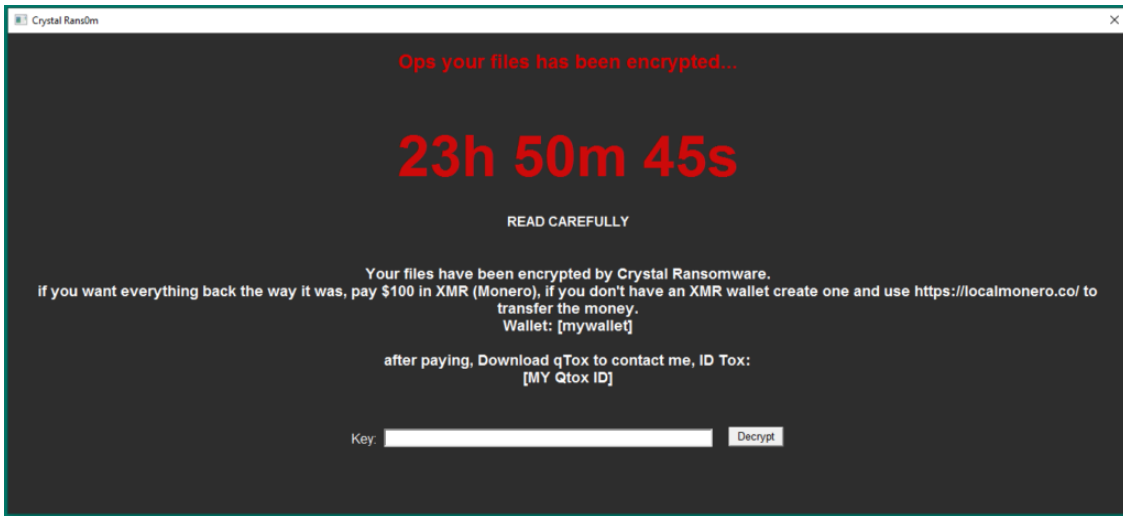 Crystal Rans0m
Ops your files has been encrypted...
23h 50m 45s
READ CAREFULLY
Your files have been encrypted by Crystal Ransomware.
if you want everything back the way it was, pay $100 in XMR (Monero), if you don't have an XMR wallet create one and use https://localmonero.co/ to
transfer the money.
Wallet: [mywallet]
after paying, Download qTox to contact me, ID Tox:
[MY Qtox ID]
Key: Decrypt